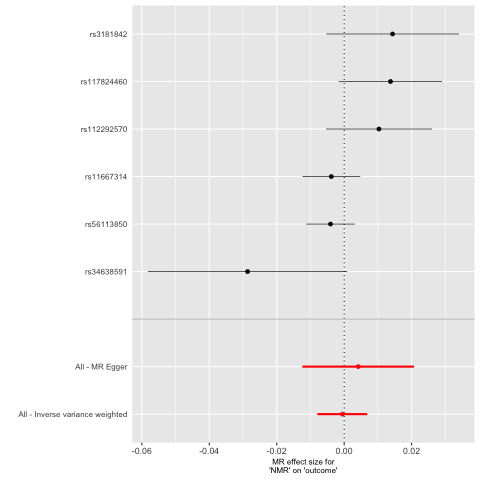 rs3181842
rs117824460
rs112292570
rs11667314
rs56113850
rs34638591
All - MR Egger
All - Inverse variance weighted
-0.06 -0.04 -0.02 0.00 0.02
MR effect size for
'NMR' on 'outcome'